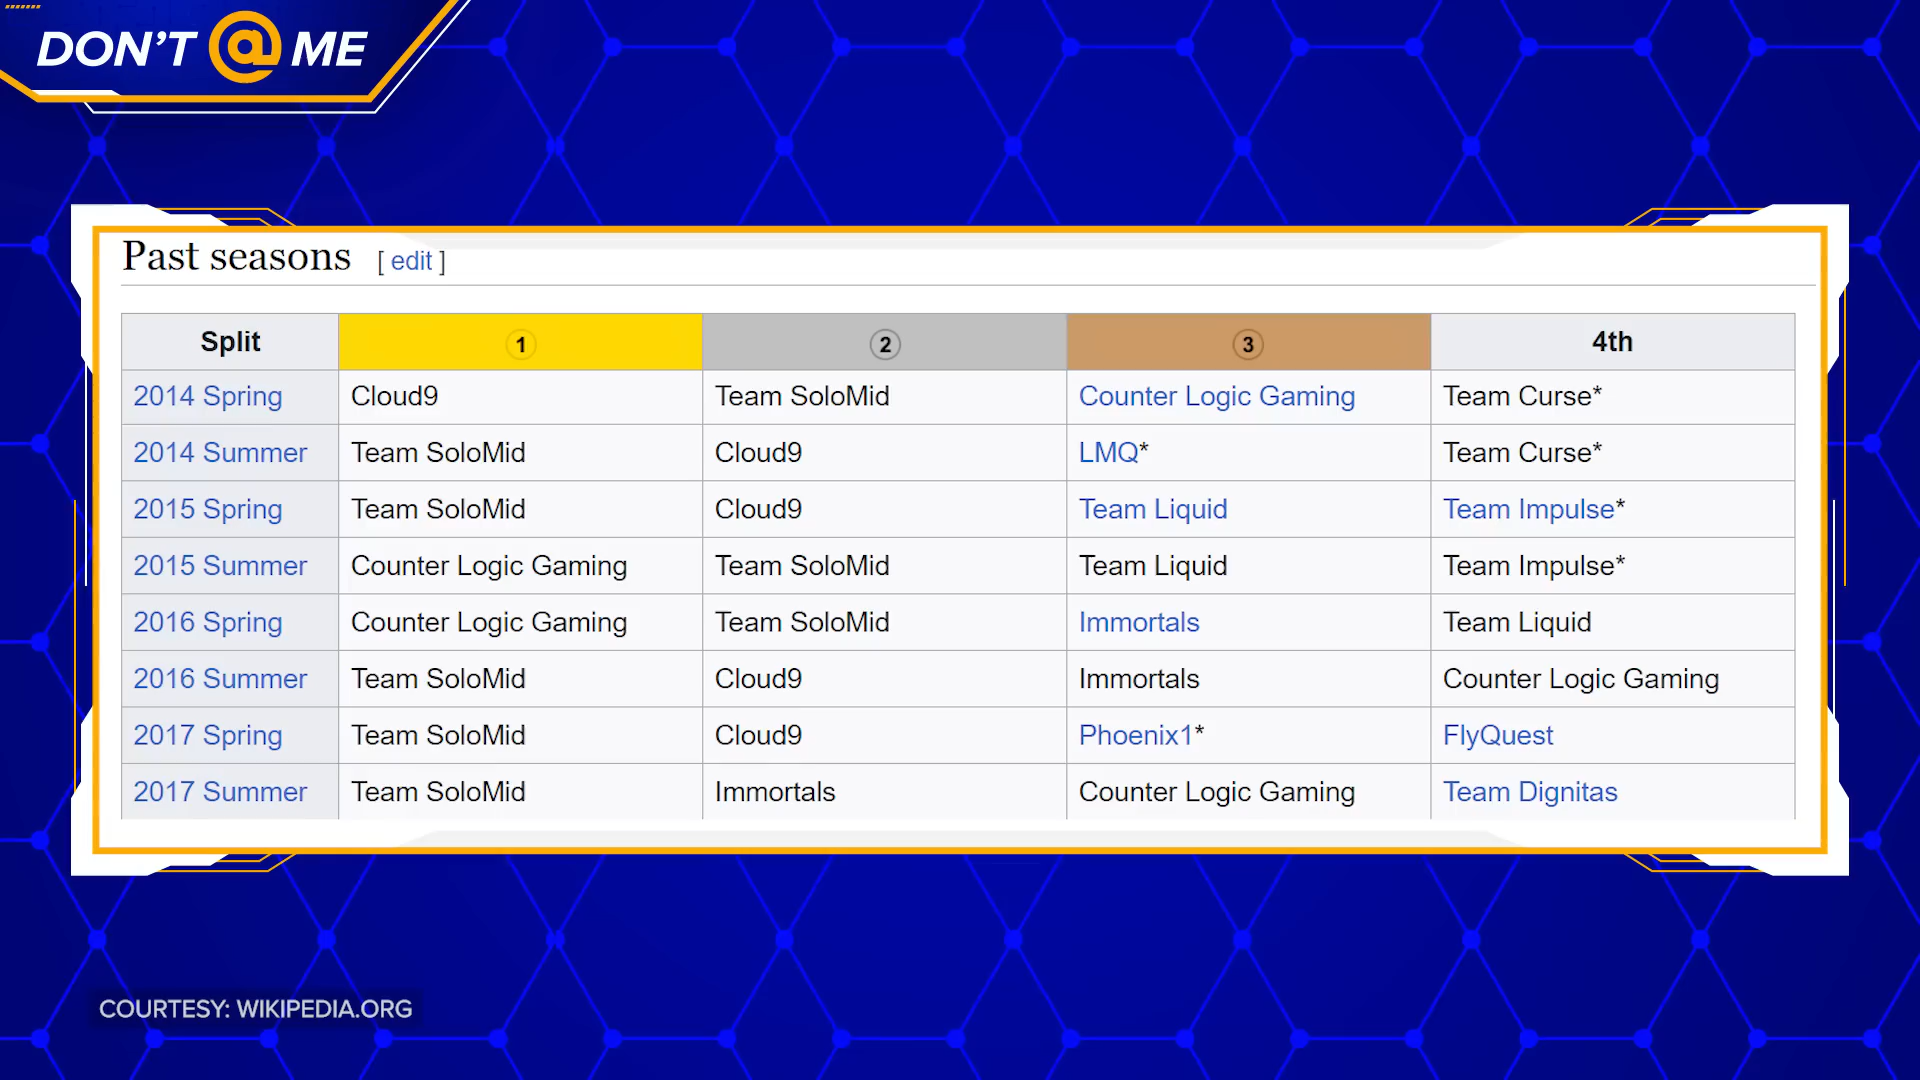 DON'T @ ME
Past seasons [ edit ]
Split 1 2 3 4th
2014 Spring Cloud9 Team SoloMid Counter Logic Gaming Team Curse*
2014 Summer Team SoloMid Cloud9 LMQ* Team Curse*
2015 Spring Team SoloMid Cloud9 Team Liquid Team Impulse*
2015 Summer Counter Logic Gaming Team SoloMid Team Liquid Team Impulse*
2016 Spring Counter Logic Gaming Team SoloMid Immortals Team Liquid
2016 Summer Team SoloMid Cloud9 Immortals Counter Logic Gaming
2017 Spring Team SoloMid Cloud9 Phoenix1* FlyQuest
2017 Summer Team SoloMid Immortals Counter Logic Gaming Team Dignitas
COURTESY: WIKIPEDIA.ORG